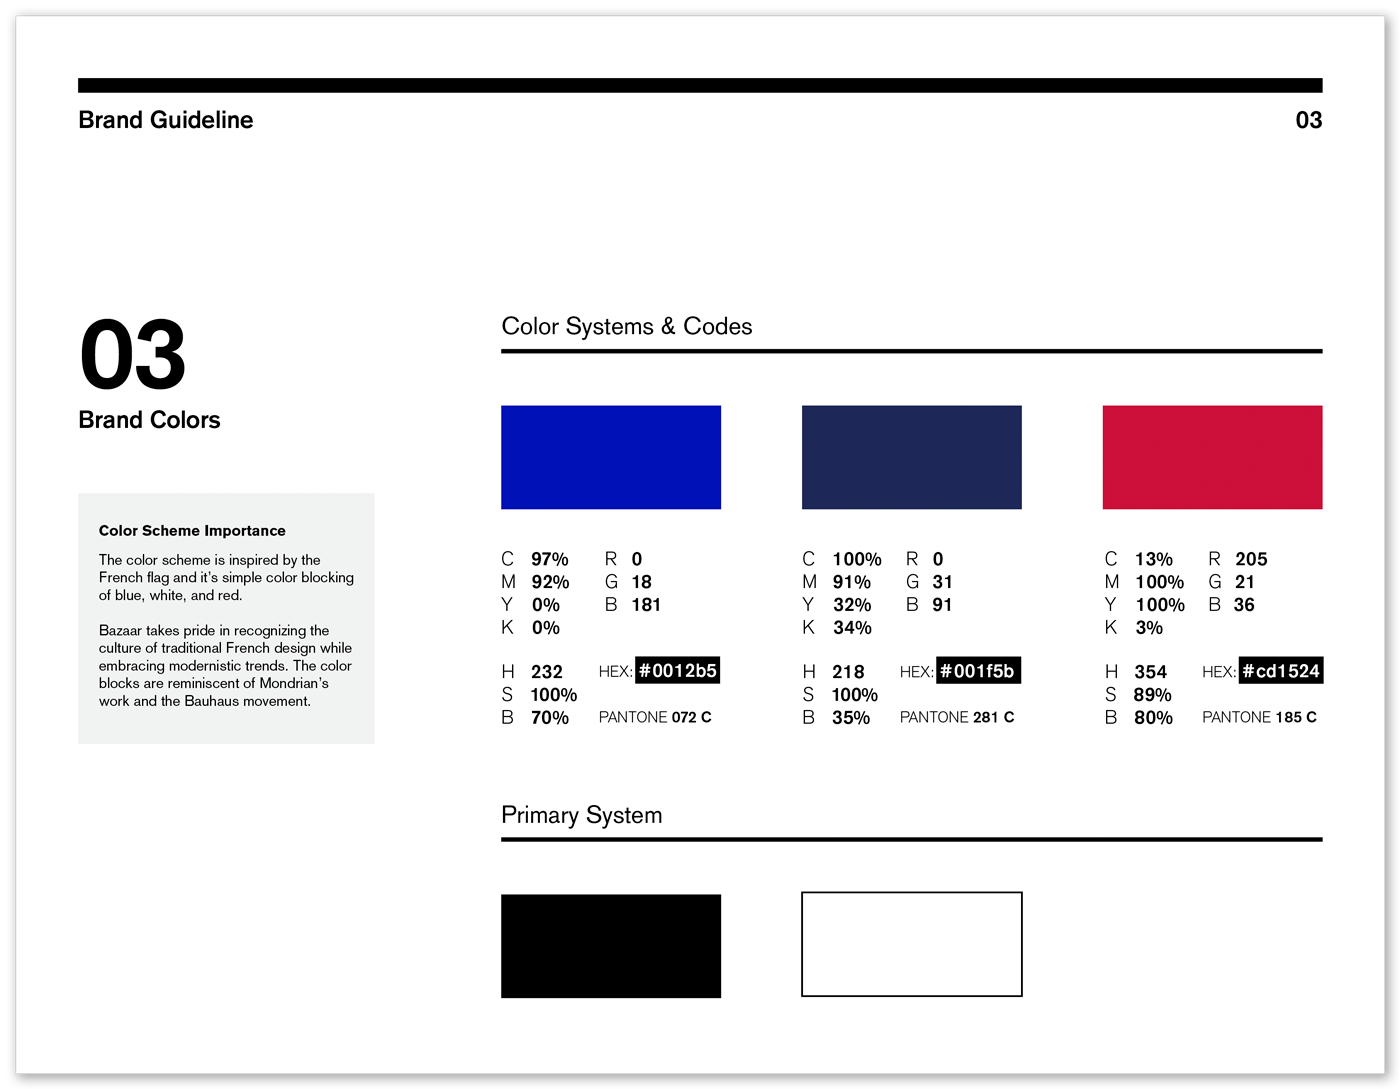 Brand Guideline
03
03
Brand Colors
Color Scheme Importance
The color scheme is inspired by the
French flag and it’s simple color blocking
of blue, white, and red.
Bazaar takes pride in recognizing the
culture of traditional French design while
embracing modernistic trends. The color
blocks are reminiscent of Mondrian’s
work and the Bauhaus movement.
Color Systems & Codes
C 97% R 0
M 92% G 18
Y 0% B 181
K 0%
H 232 HEX: #0012b5
S 100%
B 70% PANTONE 072 C
C 100% R 0
M 91% G 31
Y 32% B 91
K 34%
H 218 HEX: #001f5b
S 100%
B 35% PANTONE 281 C
C 13% R 205
M 100% G 21
Y 100% B 36
K 3%
H 354 HEX: #cd1524
S 89%
B 80% PANTONE 185 C
Primary System